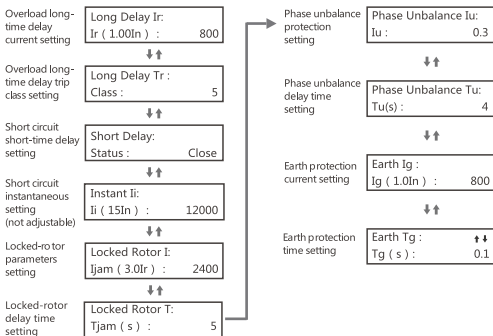 Overload long-
time delay
current setting
Long Delay Ir:
Ir ( 1.00In ) : 800
Overload long-
time delay trip
class setting
Long Delay Tr :
Class : 5
Short circuit
short-time delay
setting
Short Delay:
Status : Close
Short circuit
instantaneous
setting
(not adjustable)
Instant Ii:
Ii ( 15In ) : 12000
Locked-rotor
parameters
setting
Locked Rotor I:
Ijam ( 3.0Ir ) : 2400
Locked-rotor
delay time
setting
Locked Rotor T:
Tjam ( s ) : 5
Phase unbalance
protection
setting
Phase Unbalance Iu:
Iu : 0.3
Phase unbalance
delay time
setting
Phase Unbalance Tu:
Tu(s) : 4
Earth protection
current setting
Earth Ig :
Ig ( 1.0In ) : 800
Earth protection
time setting
Earth Tg :
Tg ( s ) : 0.1